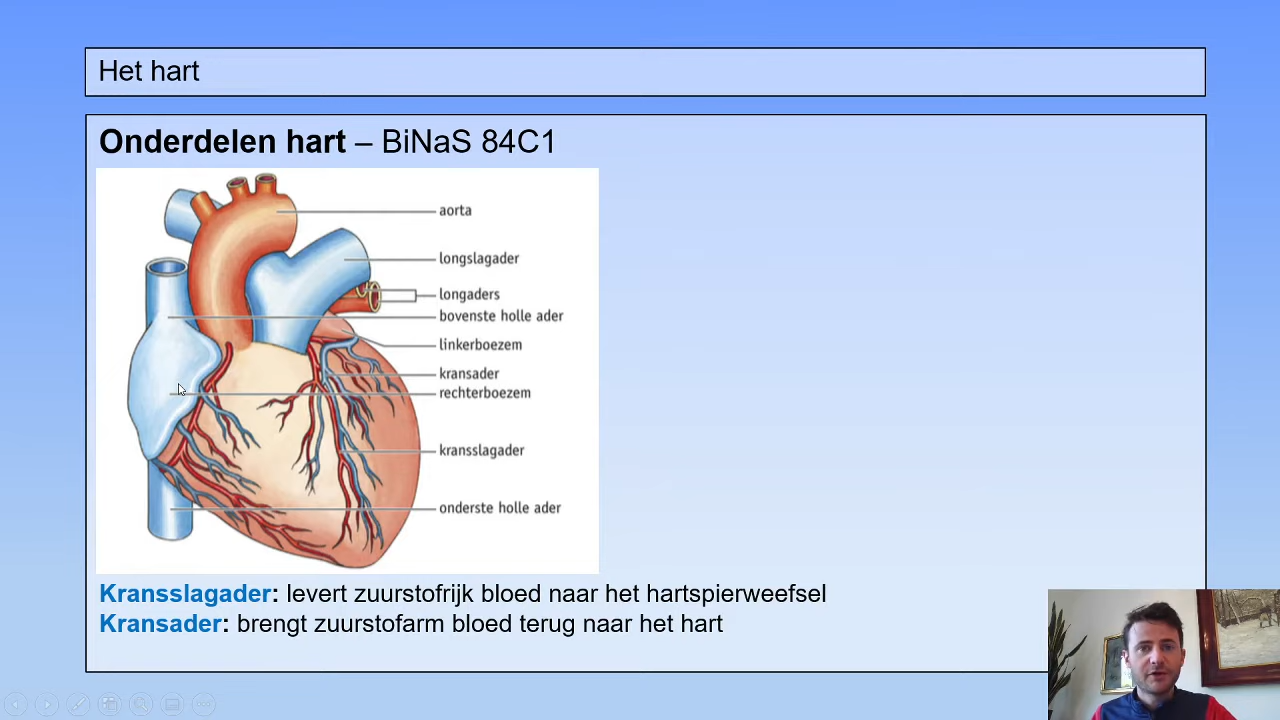 Het hart
Onderdelen hart – BiNaS 84C1
aorta
longslagader
longaders
bovenste holle ader
linkerboezem
kransader
rechterboezem
kransslagader
onderste holle ader
Kransslagader: levert zuurstofrijk bloed naar het hartspierweefsel
Kransader: brengt zuurstofarm bloed terug naar het hart